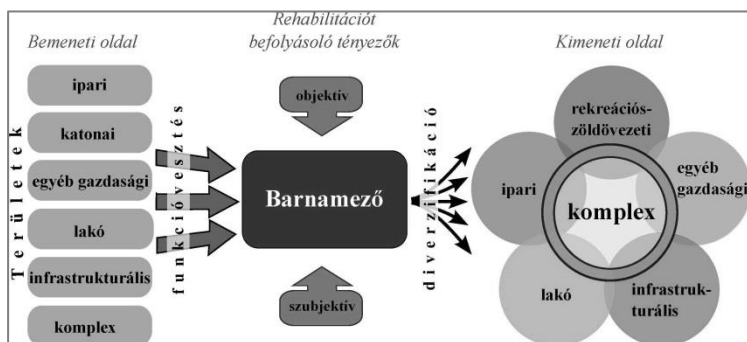 Bemeneti oldal
Rehabilitációt
befolyásoló tényezők
Kimeneti oldal
Területek
ipari
katonai
egyéb gazdasági
lakó
infrastrukturális
komplex
funkcióvesztés
objektív
Barnamező
szubjektív
diverzifikáció
rekreációs-
zöldövezeti
ipari
egyéb
gazdasági
komplex
lakó
infrastruk-
turális